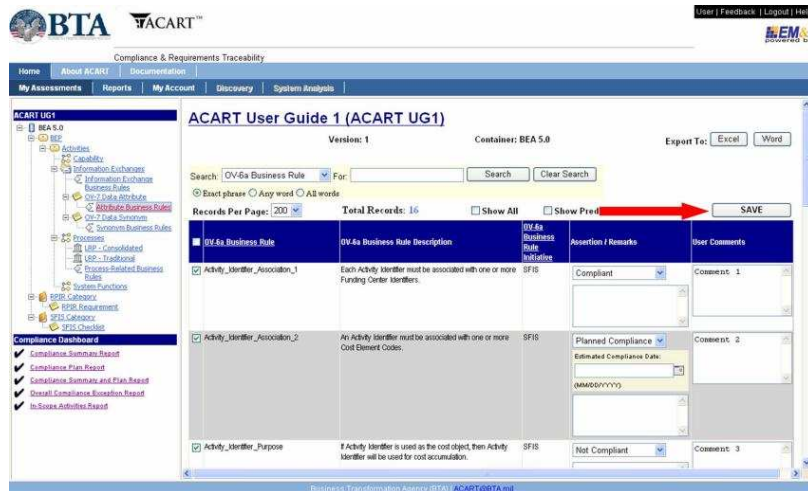 User | Feedback | Logout | Hel
BTA
TACART™
powered b
Compliance & Requirements Traceability
Home | About ACART | Documentation
My Assessments | Reports | My Account | Discovery | System Analysis
ACART UG1
BEA 5.0
BEP
Activities
Capability
Information Exchanges
Information Exchange Business Rules
OV-7 Data Attribute
Attribute Business Rules
OV-7 Data Synonym
Synonym Business Rules
Processes
LRP - Consolidated
LRP - Traditional
Process-Related Business Rules
System Functions
RPIR Category
RPIR Requirement
SFIS Category
SFIS Checklist
Compliance Dashboard
Compliance Summary Report
Compliance Plan Report
Compliance Summary and Plan Report
Overall Compliance Exception Report
In-Scope Activities Report
ACART User Guide 1 (ACART UG1)
Version: 1 Container: BEA 5.0 Export To: Excel Word
Search: OV-6a Business Rule For: Search Clear Search
Exact phrase Any word All words
Records Per Page: 200 Total Records: 16 Show All Show Pred SAVE
OV-6a Business Rule OV-6a Business Rule Description OV-6a Business Rule Initiative Assertion / Remarks User Comments
Activity_Identifier_Association_1 Each Activity Identifier must be associated with one or more Funding Center Identifiers. SFIS Compliant Comment 1
Activity_Identifier_Association_2 An Activity Identifier must be associated with one or more Cost Element Codes. SFIS Planned Compliance Comment 2
Estimated Compliance Date:
(MM/DD/YYYY)
Activity_Identifier_Purpose If Activity Identifier is used as the cost object, then Activity Identifier will be used for cost accumulation. SFIS Not Compliant Comment 3
Business Transformation Agency (BTA) | ACART@BTA.mil